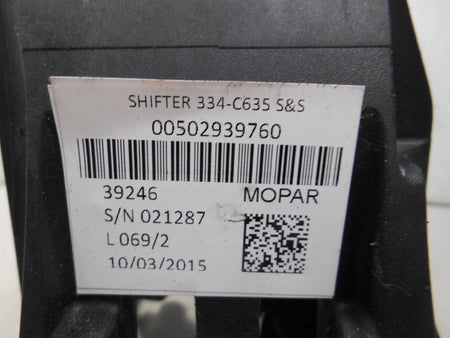 SHIFTER 334-C635 S&S
00502939760
39246 MOPAR
S/N 021287
L 069/2
10/03/2015